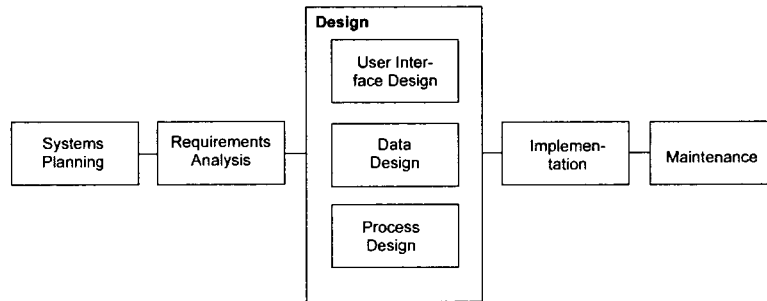 Systems
Planning
Requirements
Analysis
Design
User Inter-
face Design
Data
Design
Process
Design
Implemen-
tation
Maintenance